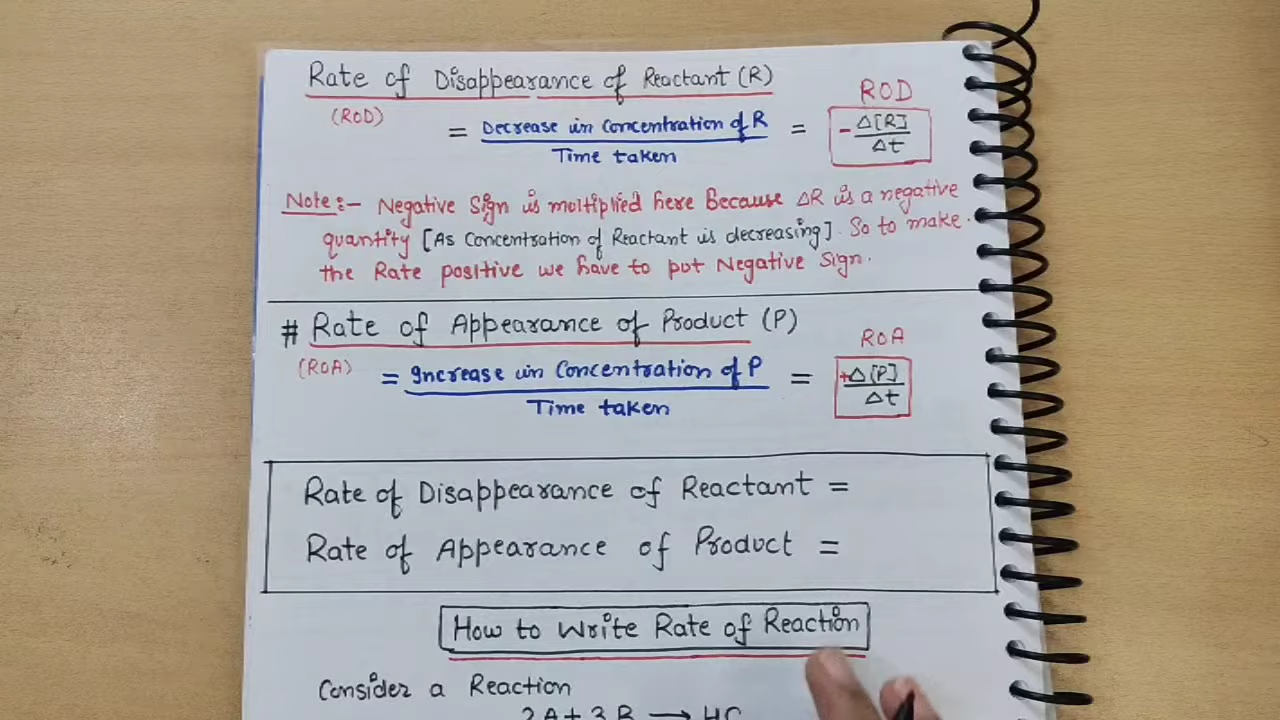 Rate of Disappearance of Reactant (R)
(ROD)
= Decrease in Concentration of R / Time taken = ROD - Δ[R] / Δt
Note:- Negative Sign is multiplied here Because ΔR is a negative
quantity [As Concentration of Reactant is decreasing]. So to make
the Rate positive we have to put Negative Sign.
# Rate of Appearance of Product (P)
(ROA)
= Increase in Concentration of P / Time taken = ROA +Δ[P] / Δt
Rate of Disappearance of Reactant =
Rate of Appearance of Product =
How to Write Rate of Reaction
Consider a Reaction
2A + 3B → 4C